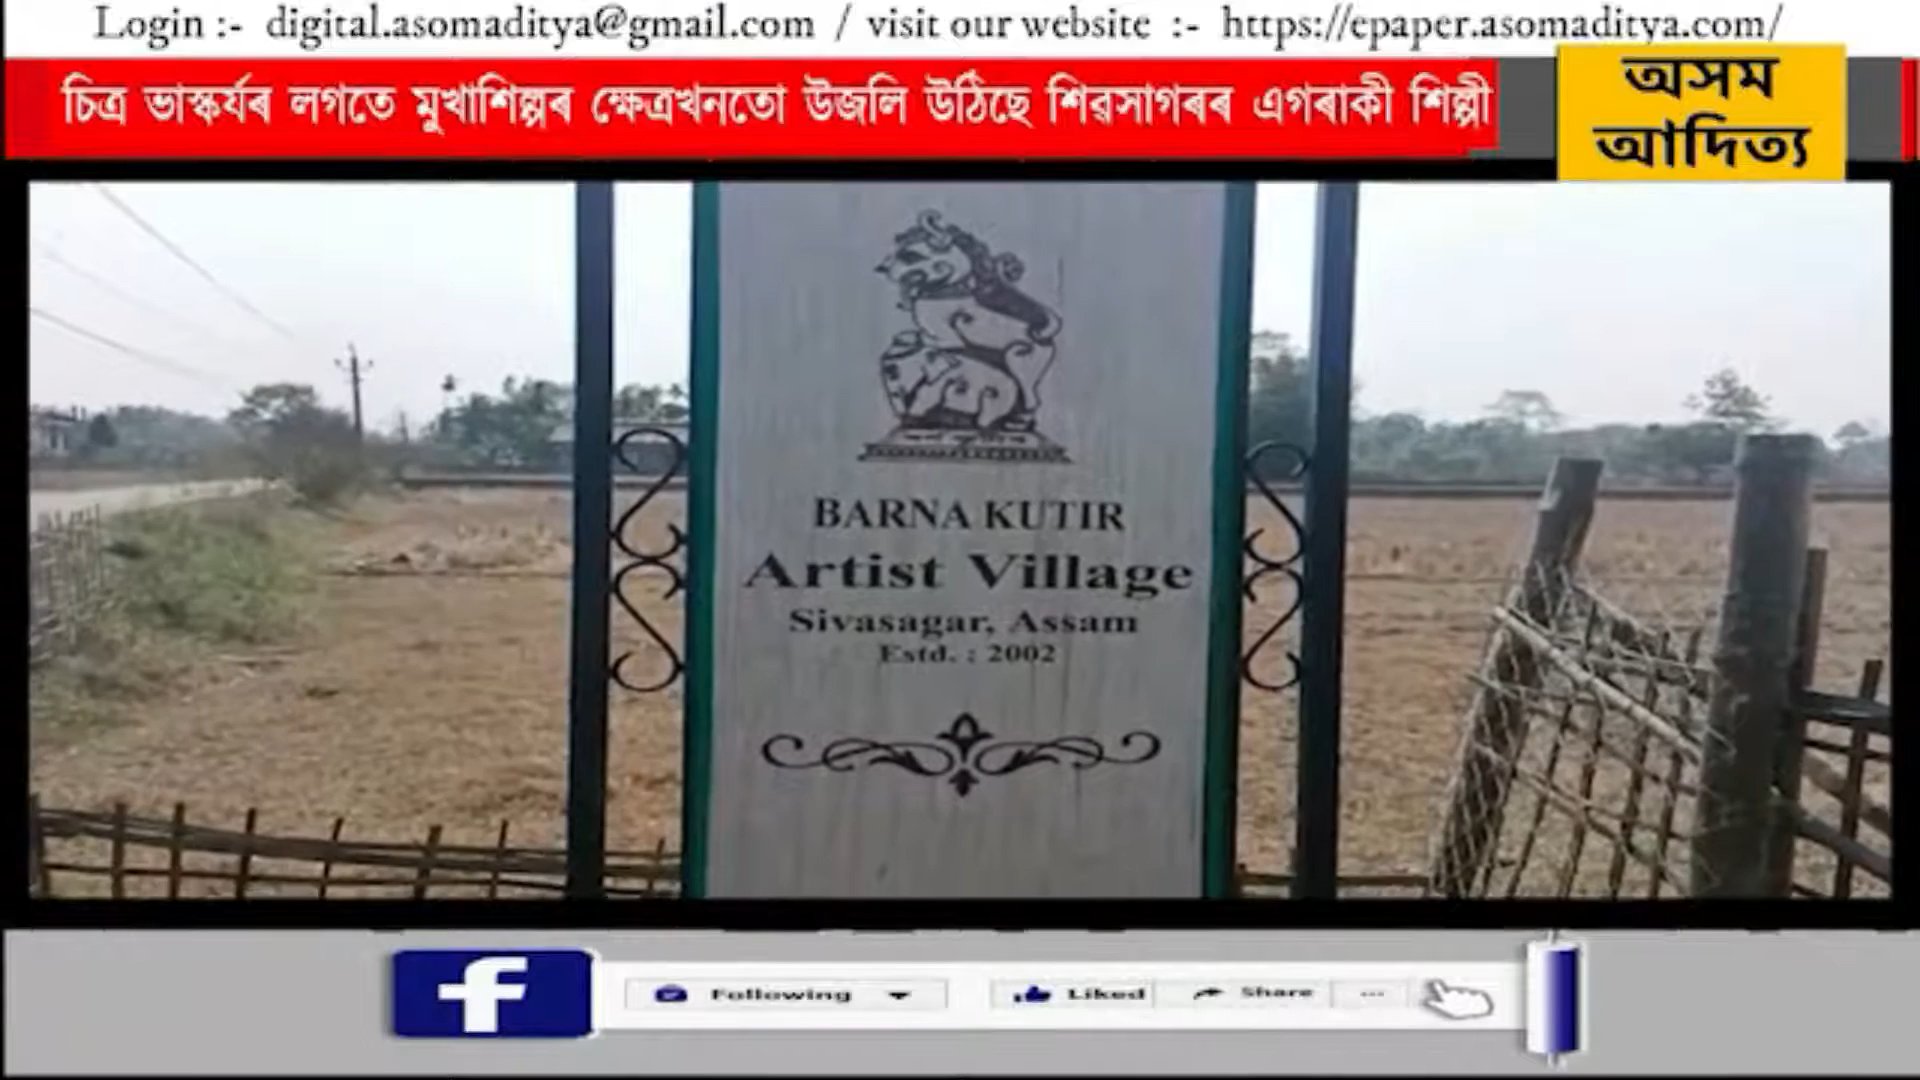 Login :-  digital.asomaditya@gmail.com  / visit our website  :-  https://epaper.asomaditya.com/
চিত্ৰ ভাস্কৰ্যৰ লগতে মুখাশিল্পৰ ক্ষেত্ৰখনতো উজলি উঠিছে শিৱসাগৰৰ এগৰাকী শিল্পী
অসম
আদিত্য
BARNA KUTIR
Artist Village
Sivasagar, Assam
Estd. : 2002
f Following Liked Share ...